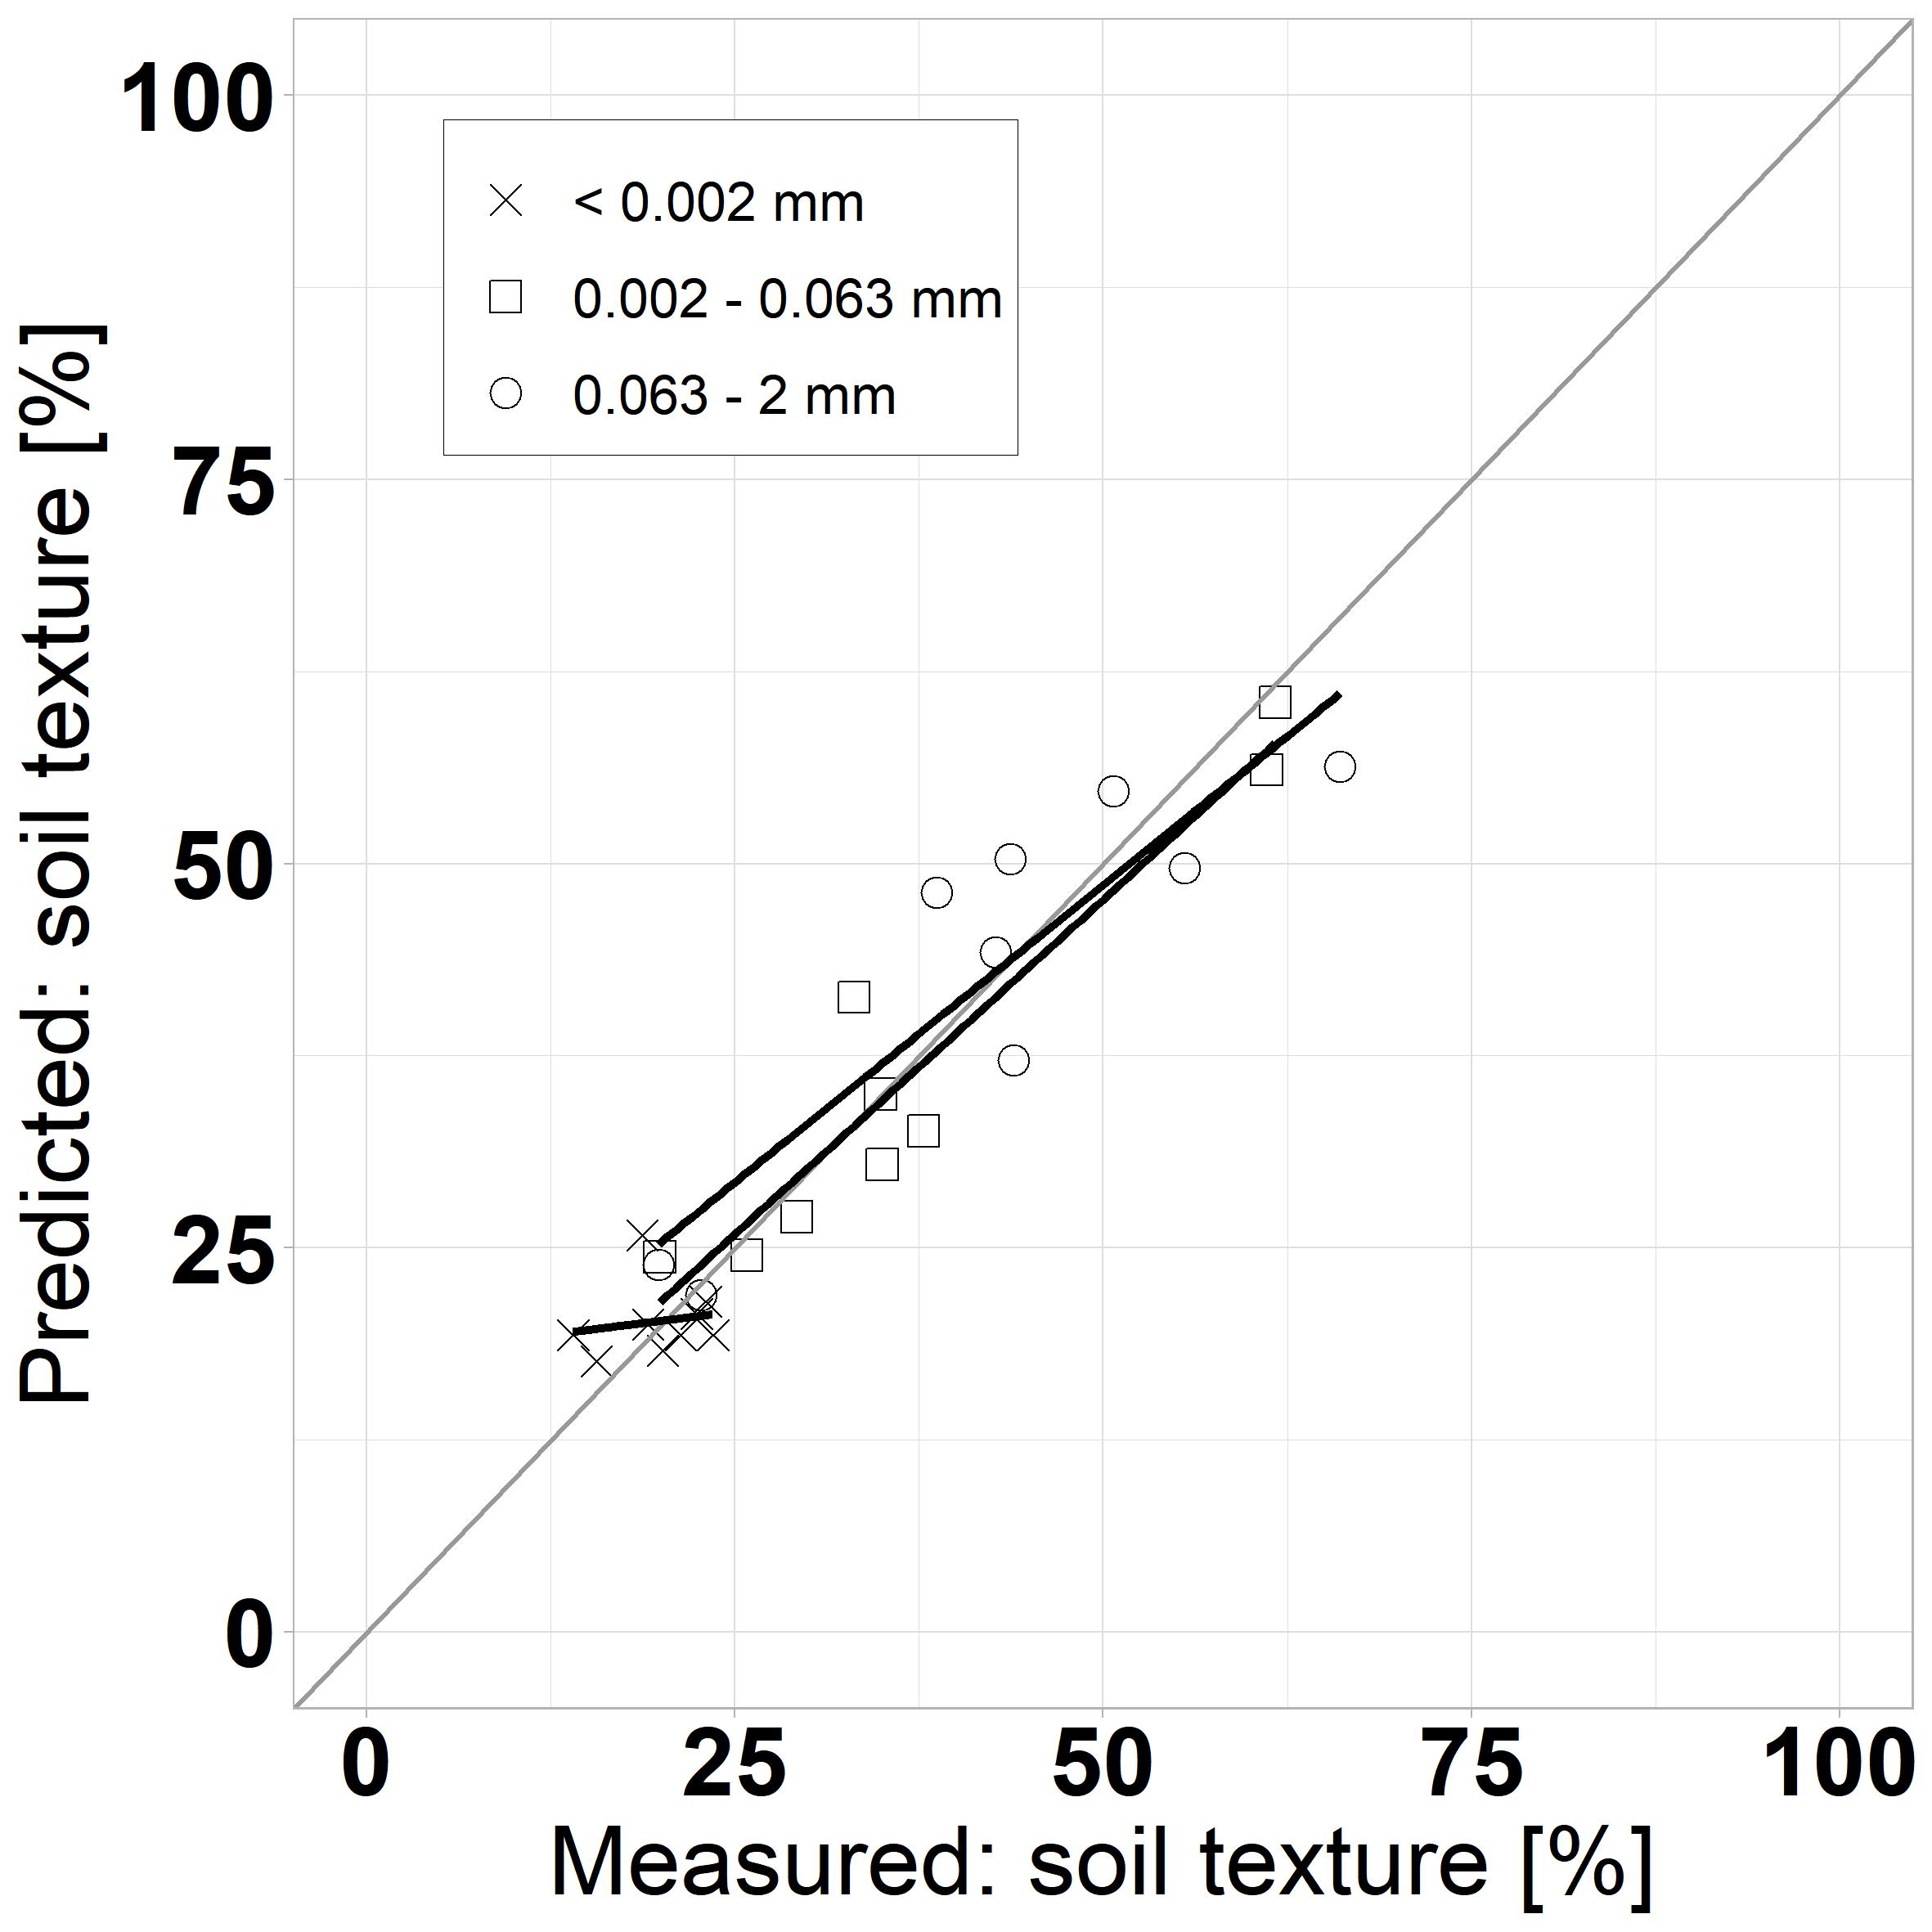 100
75
50
25
0
Predicted: soil texture [%]
< 0.002 mm
0.002 - 0.063 mm
0.063 - 2 mm
0 25 50 75 100
Measured: soil texture [%]